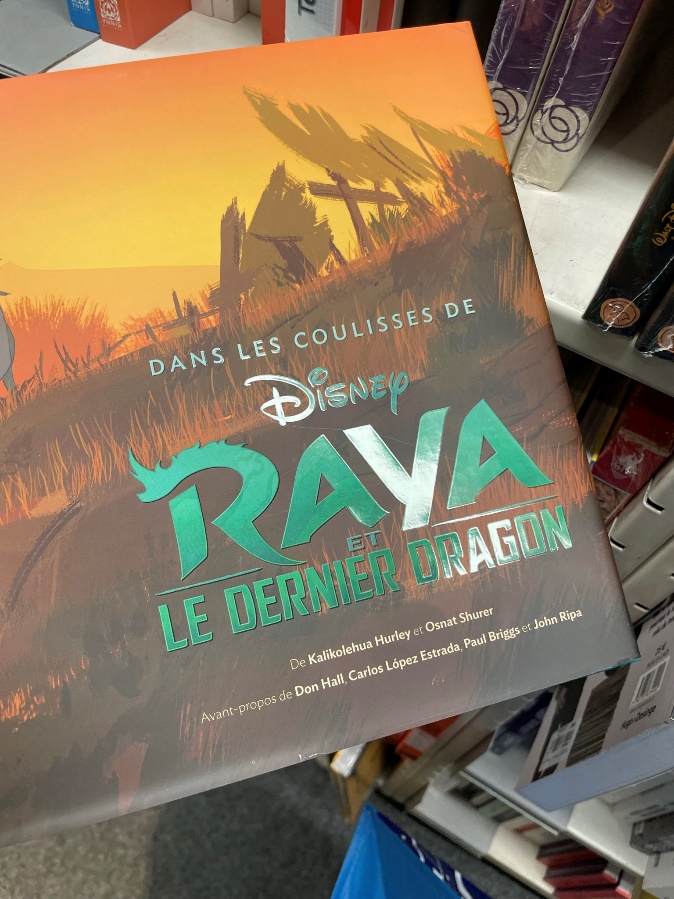 DANS LES COULISSES DE
Disney
RAYA
ET
LE DERNIER DRAGON
De Kalikolehua Hurley et Osnat Shurer
Avant-propos de Don Hall, Carlos López Estrada, Paul Briggs et John Ripa